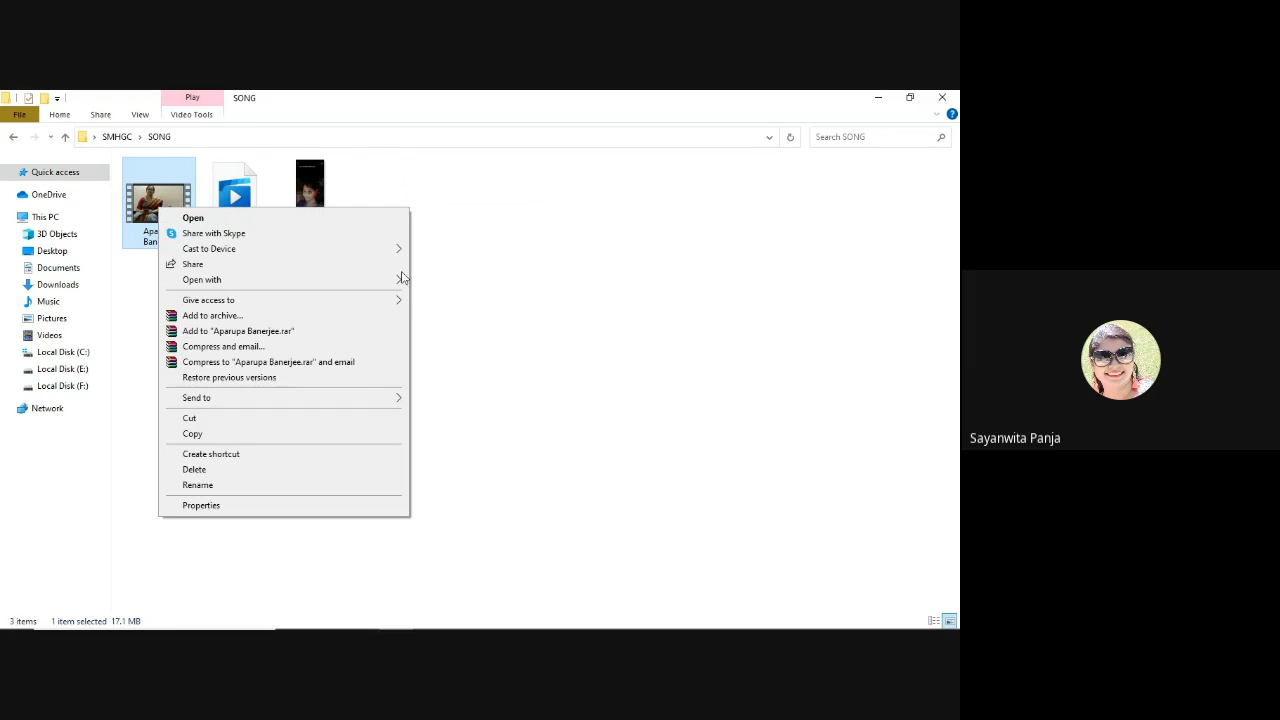 Play
SONG
File
Home
Share
View
Video Tools
SMHGC
SONG
Search SONG
Quick access
OneDrive
This PC
3D Objects
Desktop
Documents
Downloads
Music
Pictures
Videos
Local Disk (C:)
Local Disk (E:)
Local Disk (F:)
Network
Apa
Ban
Open
Share with Skype
Cast to Device
Share
Open with
Give access to
Add to archive...
Add to "Aparupa Banerjee.rar"
Compress and email...
Compress to "Aparupa Banerjee.rar" and email
Restore previous versions
Send to
Cut
Copy
Create shortcut
Delete
Rename
Properties
3 items 1 item selected 17.1 MB
Sayanwita Panja